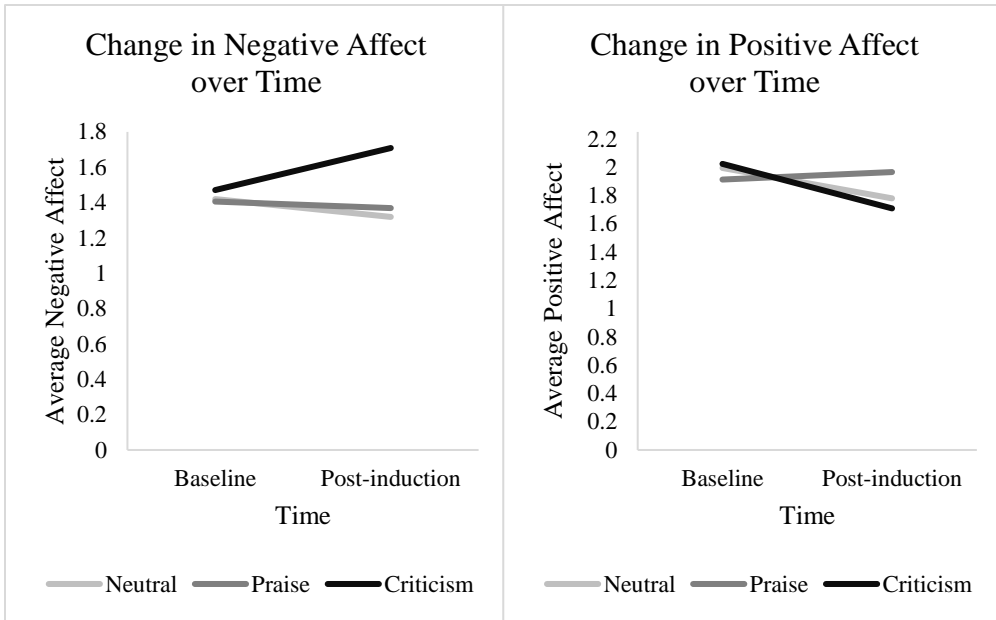 Change in Negative Affect
over Time
Average Negative Affect
1.8
1.6
1.4
1.2
1
0.8
0.6
0.4
0.2
0
Baseline Post-induction
Time
Neutral Praise Criticism
Change in Positive Affect
over Time
Average Positive Affect
2.2
2
1.8
1.6
1.4
1.2
1
0.8
0.6
0.4
0.2
0
Baseline Post-induction
Time
Neutral Praise Criticism